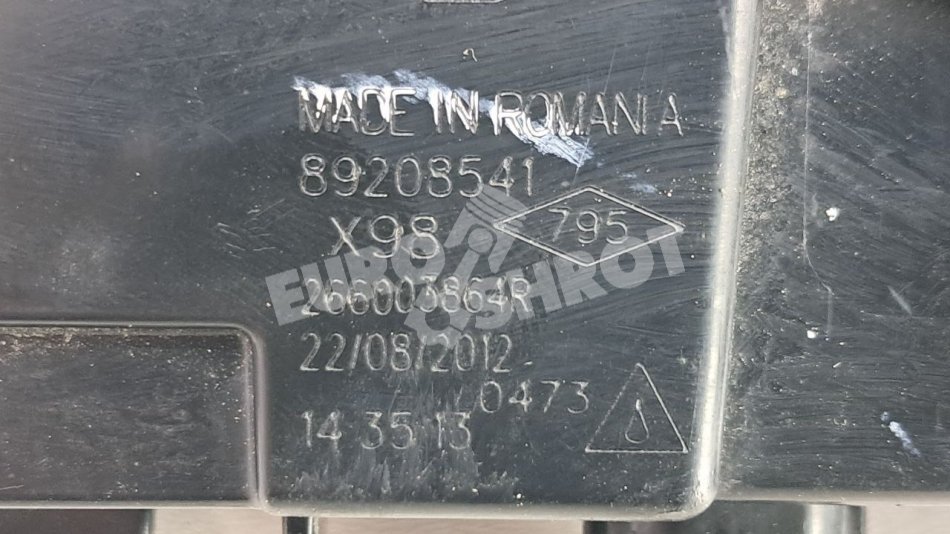 MADE IN ROMANIA
89208541
X98
795
266003864R
22/08/2012
0473
14 35 13
EURO SHROT